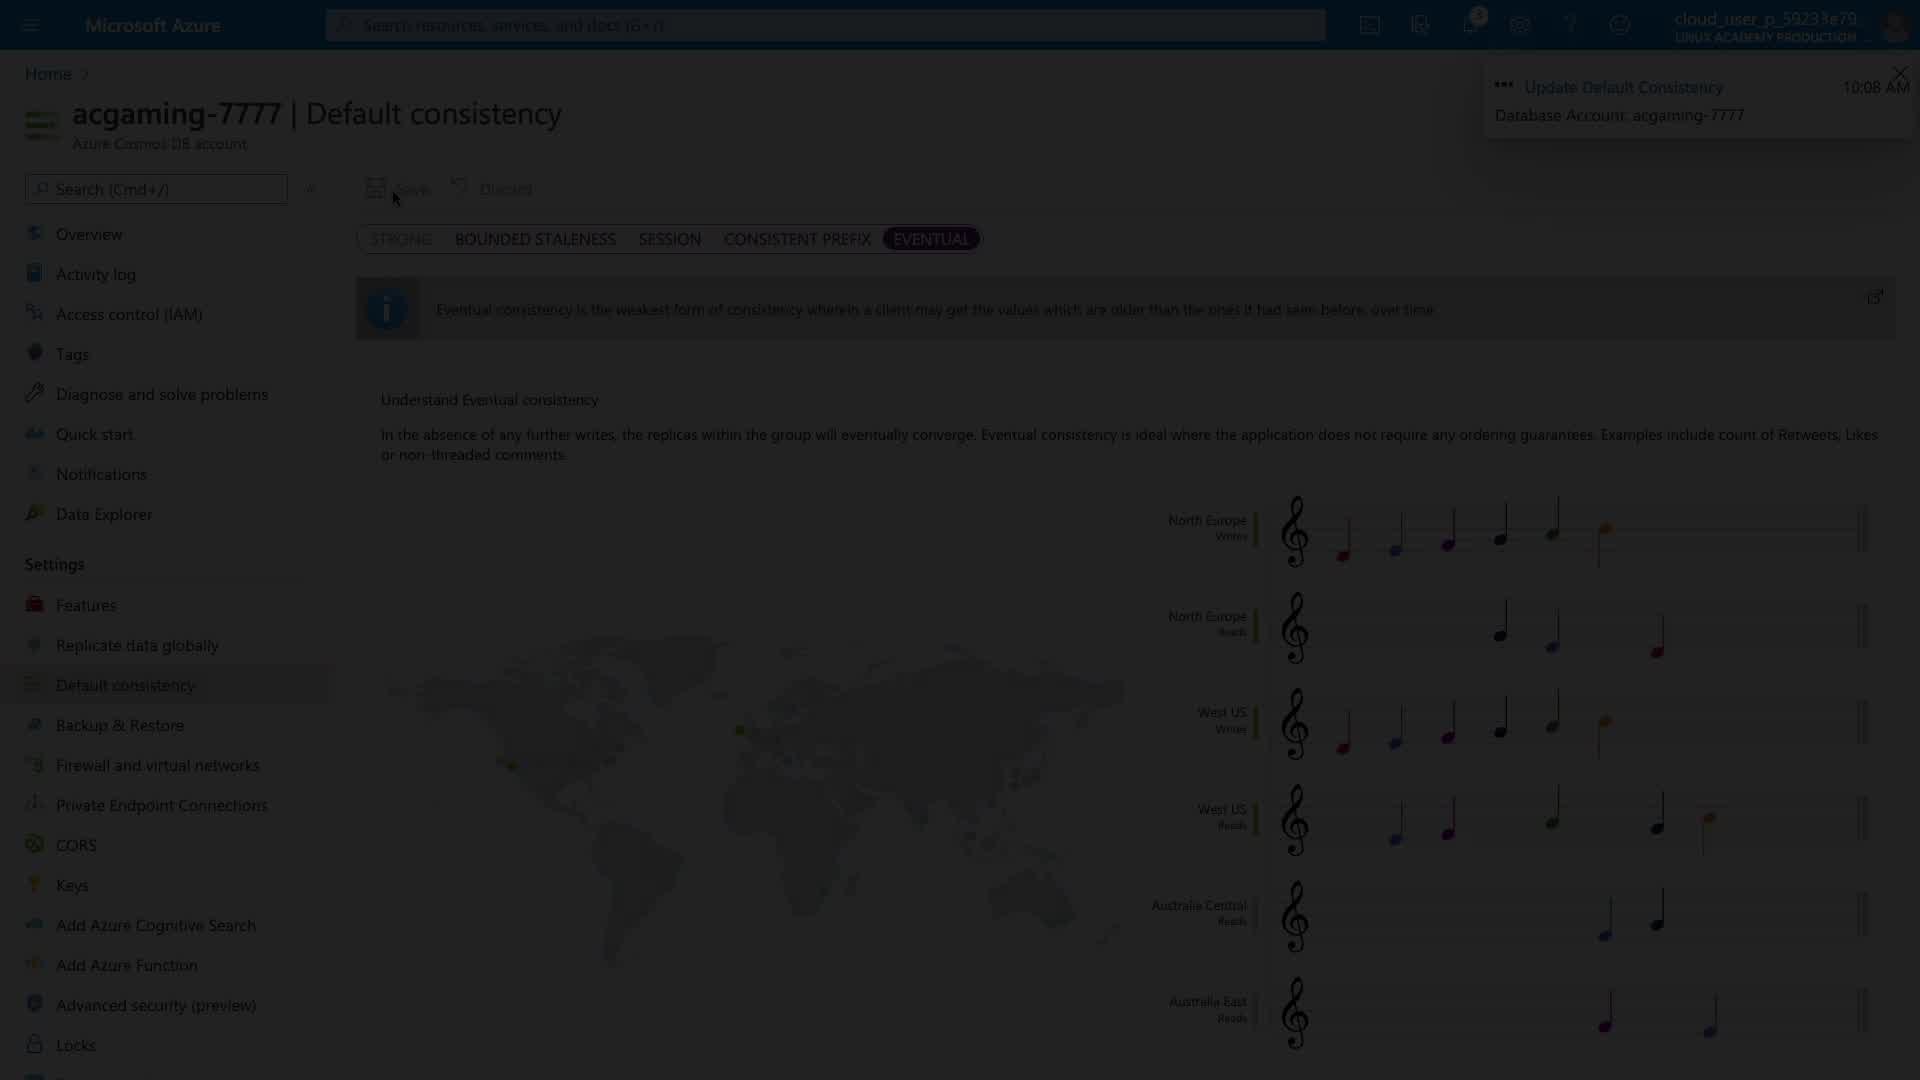 Microsoft Azure
Search resources, services, and docs (G+/)
3
cloud_user_p_59233e79...
LINUX ACADEMY PRODUCTION ...
Home
Update Default Consistency
10:08 AM
Database Account: acgaming-7777
acgaming-7777 | Default consistency
Azure Cosmos DB account
Search (Cmd+/)
«
Save
Discard
STRONG
BOUNDED STALENESS
SESSION
CONSISTENT PREFIX
EVENTUAL
Eventual consistency is the weakest form of consistency wherein a client may get the values which are older than the ones it had seen before, over time.
Understand Eventual consistency
In the absence of any further writes, the replicas within the group will eventually converge. Eventual consistency is ideal where the application does not require any ordering guarantees. Examples include count of Retweets, Likes
or non-threaded comments.
Overview
Activity log
Access control (IAM)
Tags
Diagnose and solve problems
Quick start
Notifications
Data Explorer
Settings
Features
Replicate data globally
Default consistency
Backup & Restore
Firewall and virtual networks
Private Endpoint Connections
CORS
Keys
Add Azure Cognitive Search
Add Azure Function
Advanced security (preview)
Locks
North Europe
Writes
North Europe
Reads
West US
Writes
West US
Reads
Australia Central
Reads
Australia East
Reads